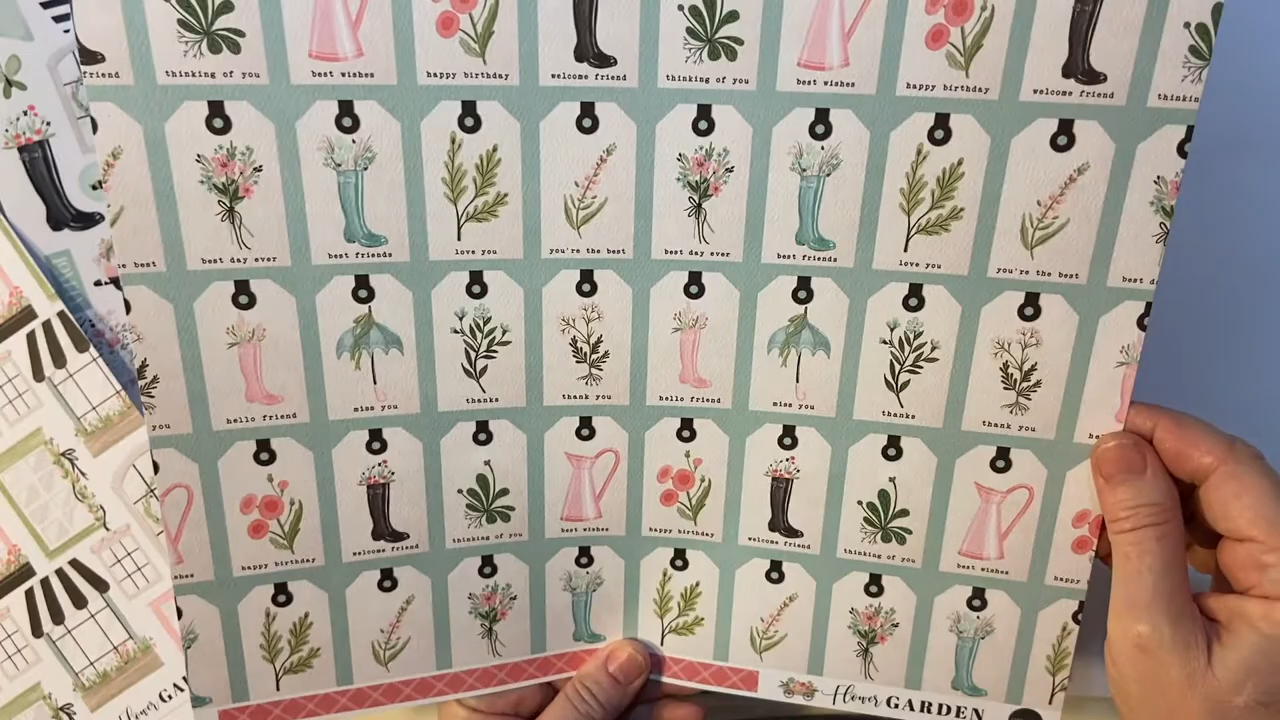 friend thinking of you best wishes happy birthday welcome friend thinking of you best wishes happy birthday welcome friend
best day ever best friends love you you're the best best day ever best friends love you you're the best
hello friend miss you thanks thank you hello friend miss you thanks thank you
happy birthday welcome friend thinking of you best wishes happy birthday welcome friend thinking of you best wishes happy
Flower GARDEN